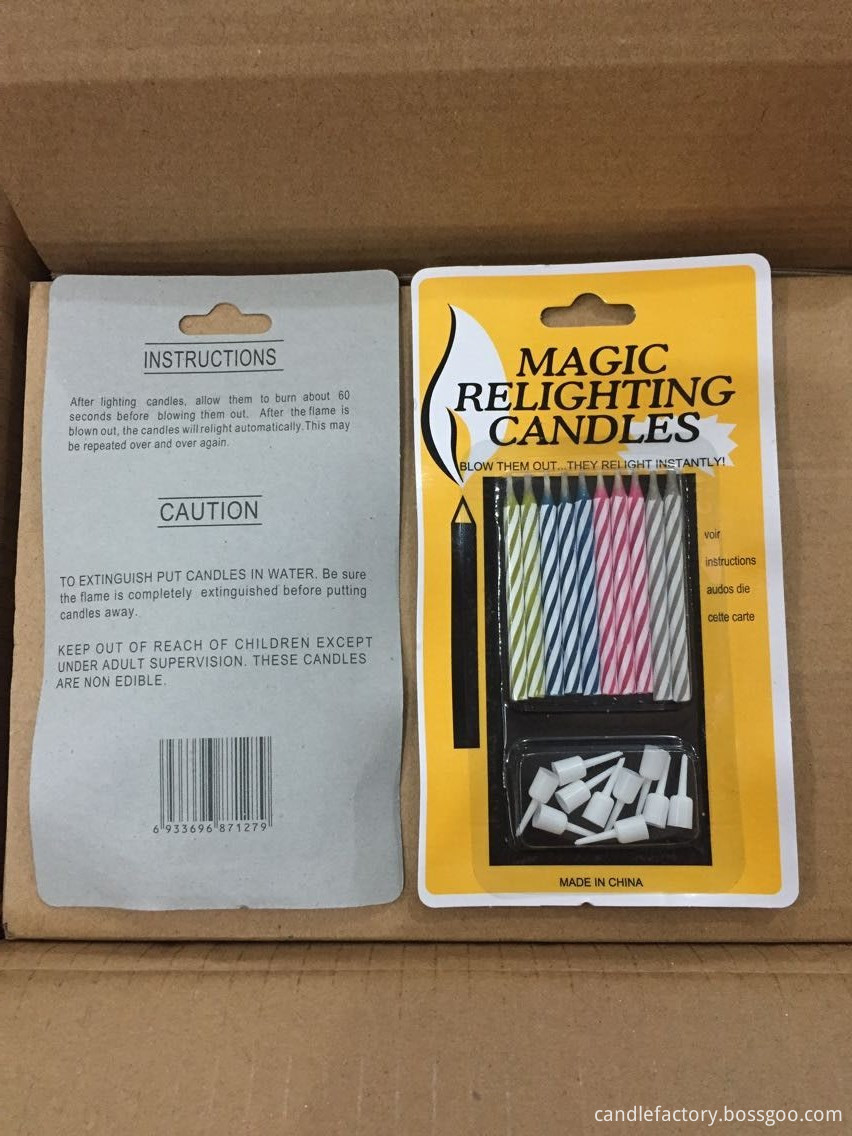 INSTRUCTIONS
After lighting candles, allow them to burn about 60
seconds before blowing them out. After the flame is
blown out, the candles will relight automatically.This may
be repeated over and over again.
CAUTION
TO EXTINGUISH PUT CANDLES IN WATER. Be sure
the flame is completely extinguished before putting
candles away.
KEEP OUT OF REACH OF CHILDREN EXCEPT
UNDER ADULT SUPERVISION. THESE CANDLES
ARE NON EDIBLE.
6 933696 871279
MAGIC
RELIGHTING
CANDLES
BLOW THEM OUT...THEY RELIGHT INSTANTLY!
voir
instructions
audos die
cette carte
MADE IN CHINA
candlefactory.bossgoo.com